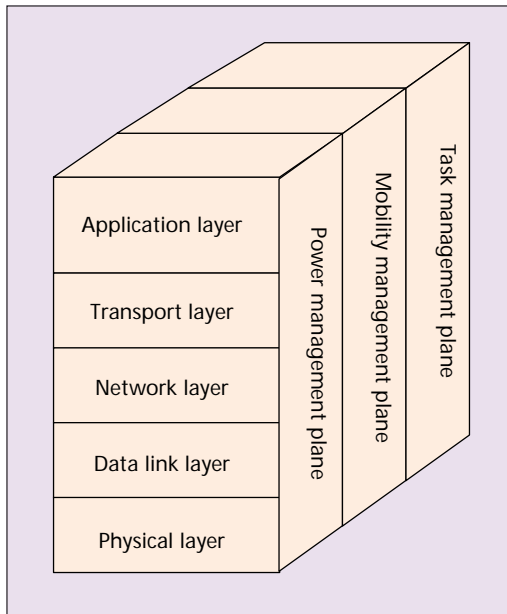 Application layer
Transport layer
Network layer
Data link layer
Physical layer
Power management plane
Mobility management plane
Task management plane